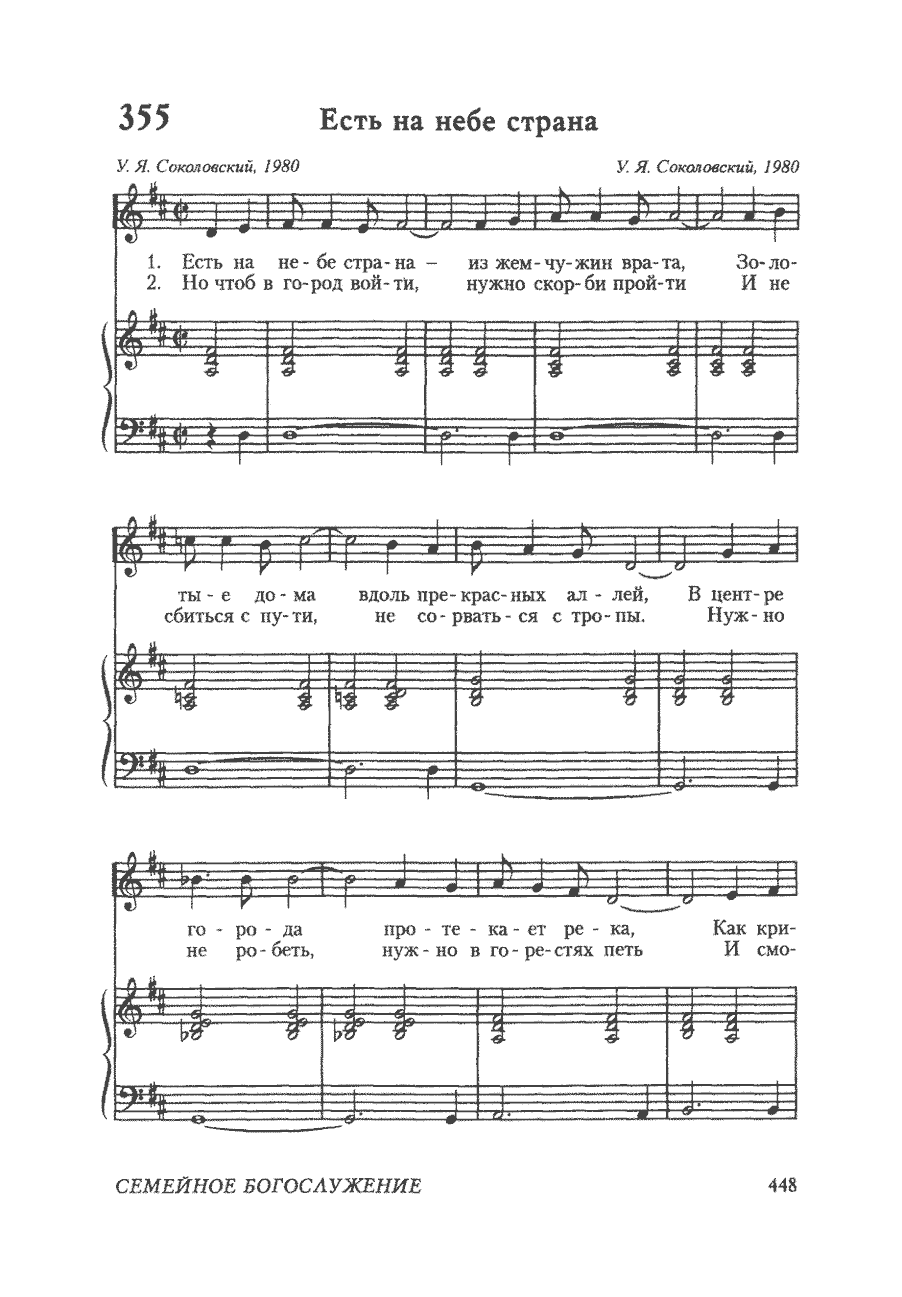 355 Есть на небе страна
У. Я. Соколовский, 1980 У. Я. Соколовский, 1980
1. Есть на не - бе стра - на – из жем - чу - жин вра - та, Зо - ло -
2. Но чтоб в го - род вой - ти, нужно скор - би прой - ти И не
ты - е до - ма вдоль пре - крас - ных ал - лей, В цент - ре
сбиться с пу - ти, не со - рвать - ся с тро - пы. Нуж - но
го - ро - да про - те - ка - ет ре - ка, Как кри -
не ро - беть, нуж - но в го - ре - стях петь И смо -
СЕМЕЙНОЕ БОГОСЛУЖЕНИЕ 448